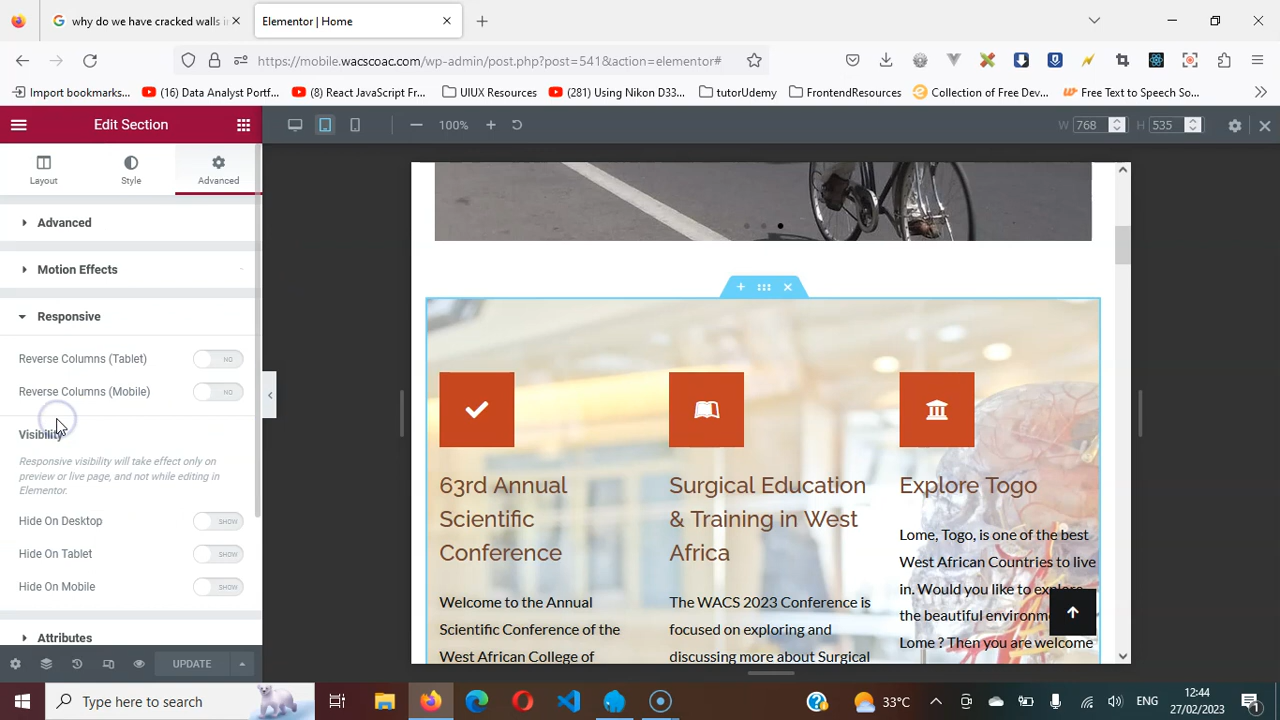 why do we have cracked walls i
Elementor | Home
https://mobile.wcsiscoac.com/wp-admin/post.php?post=541&action=elementor#
Import bookmarks...
(16) Data Analyst Portf...
(8) React JavaScript Fr...
UIUX Resources
(281) Using Nikon D33...
tutorUdemy
FrontendResources
Collection of Free Dev...
Free Text to Speech So...
Edit Section
100%
W 768
H 535
Layout
Style
Advanced
Advanced
Motion Effects
Responsive
Reverse Columns (Tablet)
NO
Reverse Columns (Mobile)
NO
Visibility
Responsive visibility will take effect only on
preview or live page, and not while editing in
Elementor.
Hide On Desktop
SHOW
Hide On Tablet
SHOW
Hide On Mobile
SHOW
Attributes
UPDATE
63rd Annual
Scientific
Conference
Welcome to the Annual
Scientific Conference of the
West African College of
Surgical Education
& Training in West
Africa
The WACS 2023 Conference is
focused on exploring and
discussing more about Surgical
Explore Togo
Lome, Togo, is one of the best
West African Countries to live
in. Would you like to explore
the beautiful environm
Lome ? Then you are welcome
Type here to search
33°C
ENG
12:44
27/02/2023
1